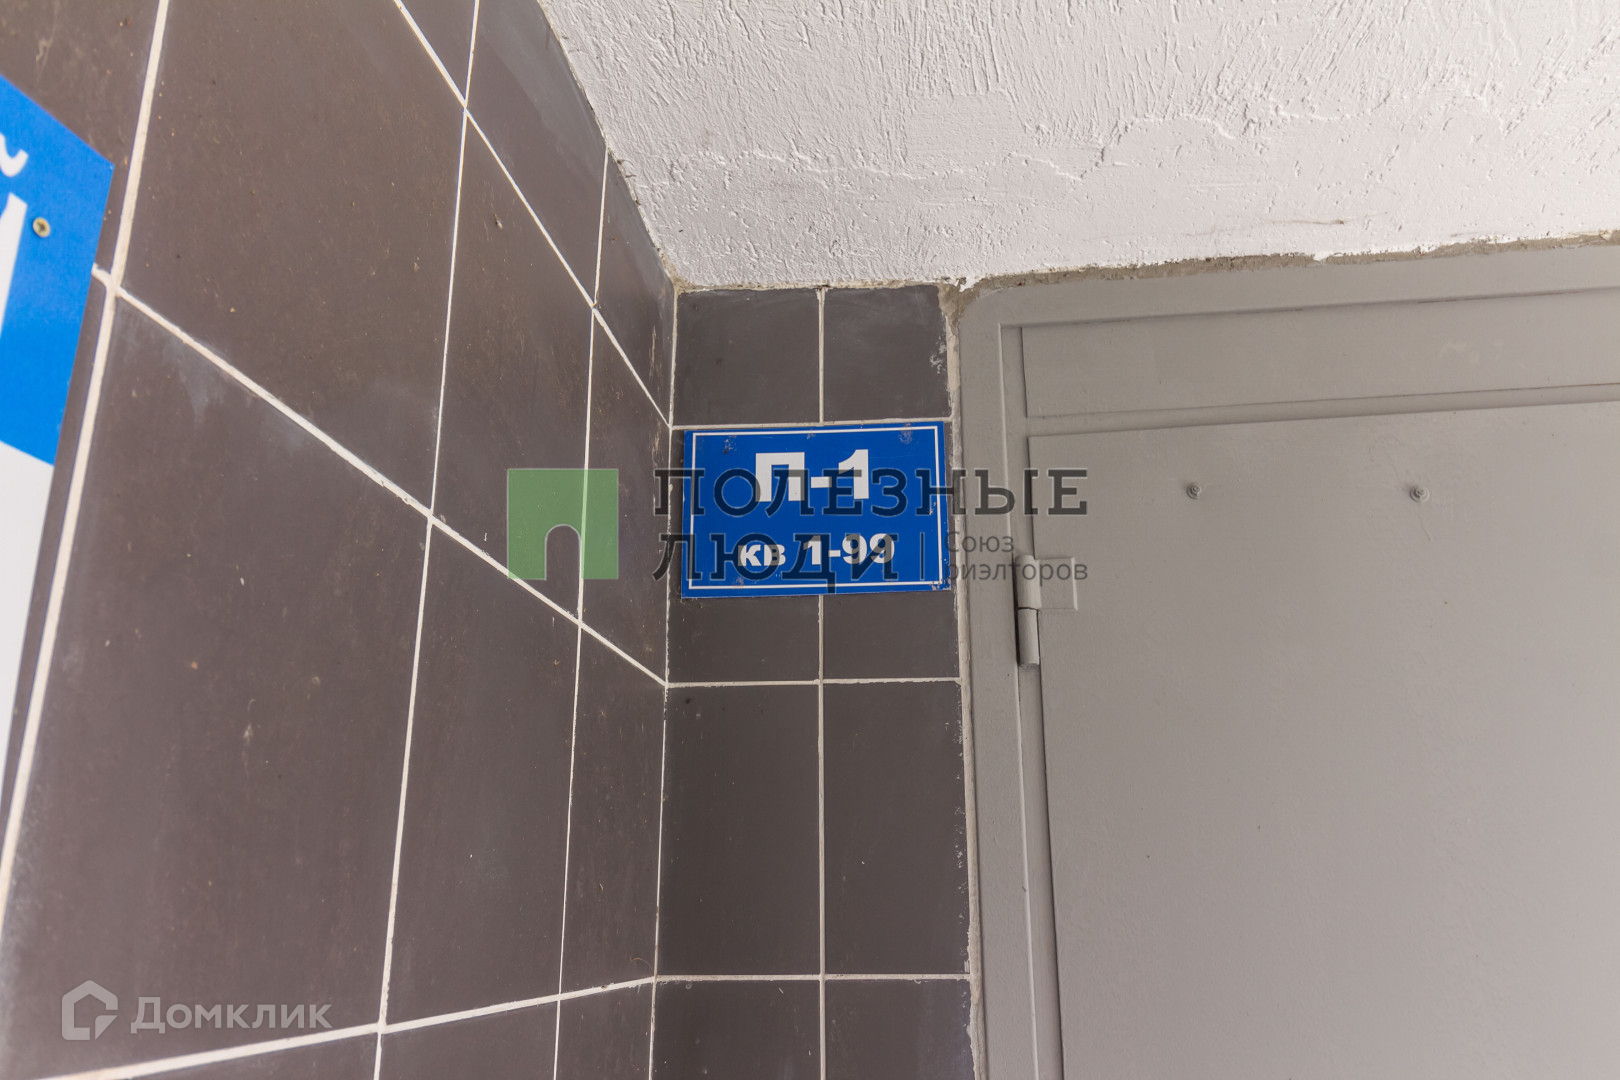 П-1
кв 1-99
ПОЛЕЗНЫЕ
ЛЮДИ
Союз
риэлторов
Домклик